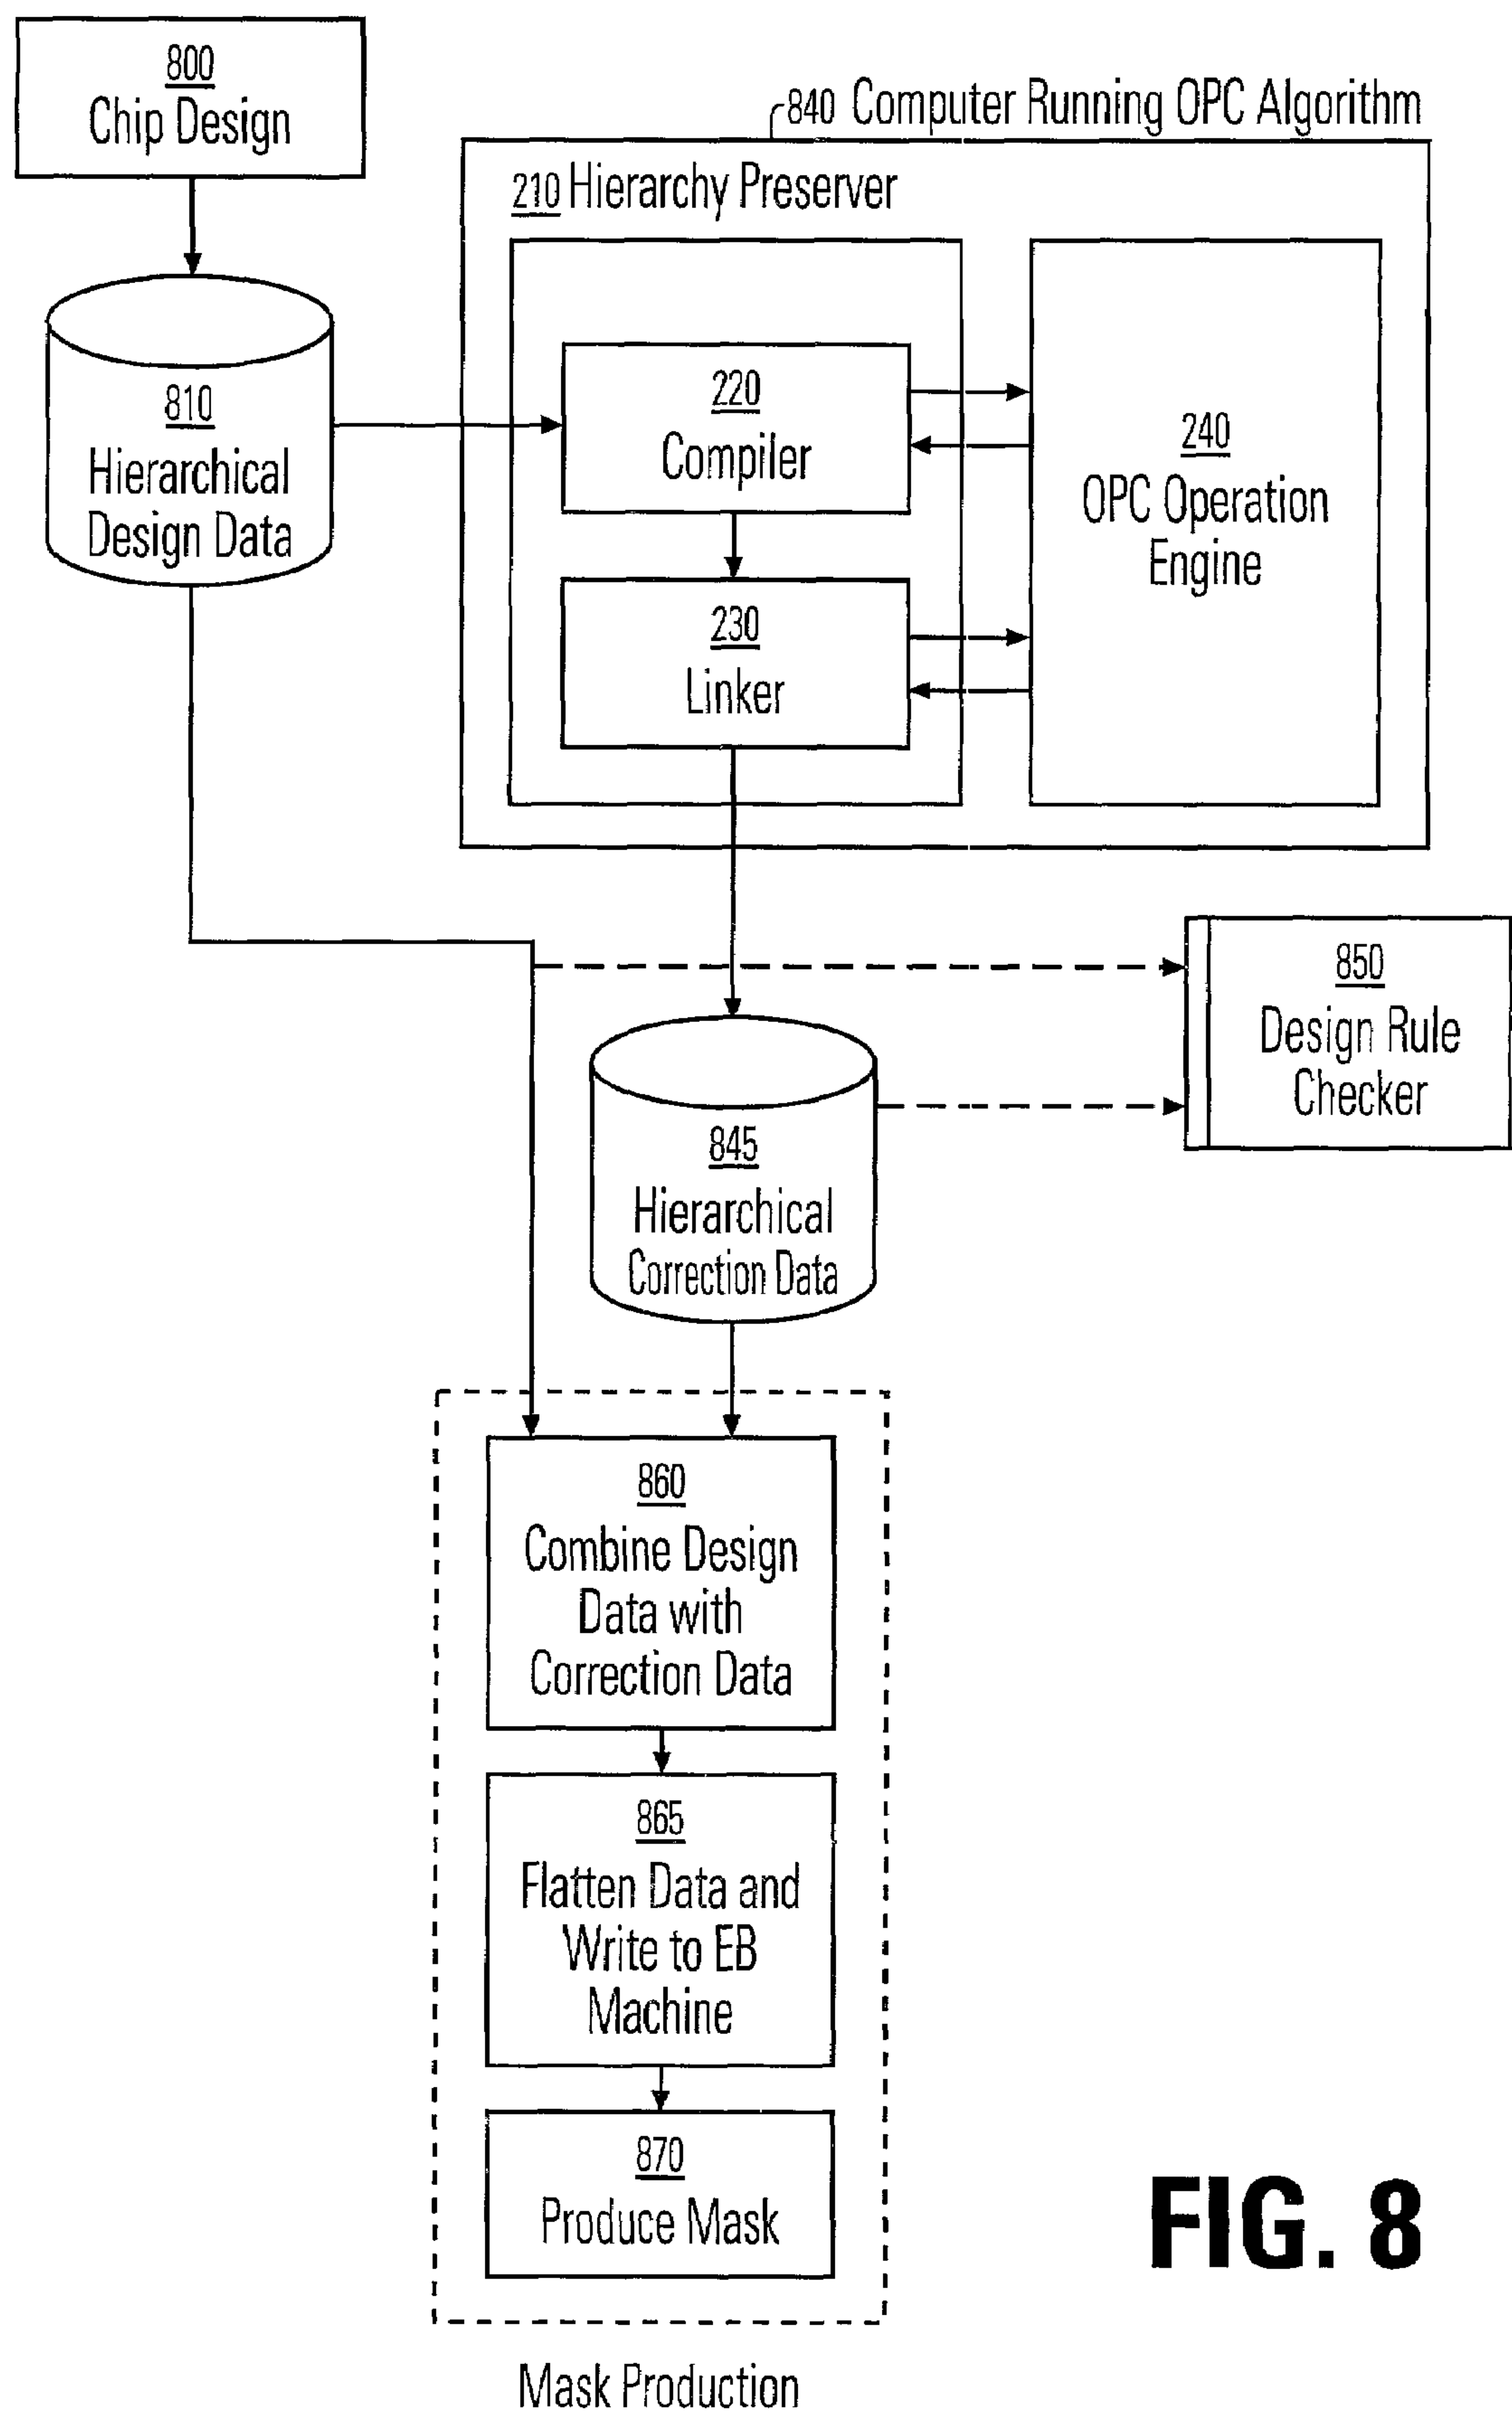 800
Chip Design
840 Computer Running OPC Algorithm
210 Hierarchy Preserver
810
Hierarchical
Design Data
220
Compiler
230
Linker
240
OPC Operation
Engine
850
Design Rule
Checker
845
Hierarchical
Correction Data
860
Combine Design
Data with
Correction Data
865
Flatten Data and
Write to EB
Machine
870
Produce Mask
Mask Production
FIG. 8